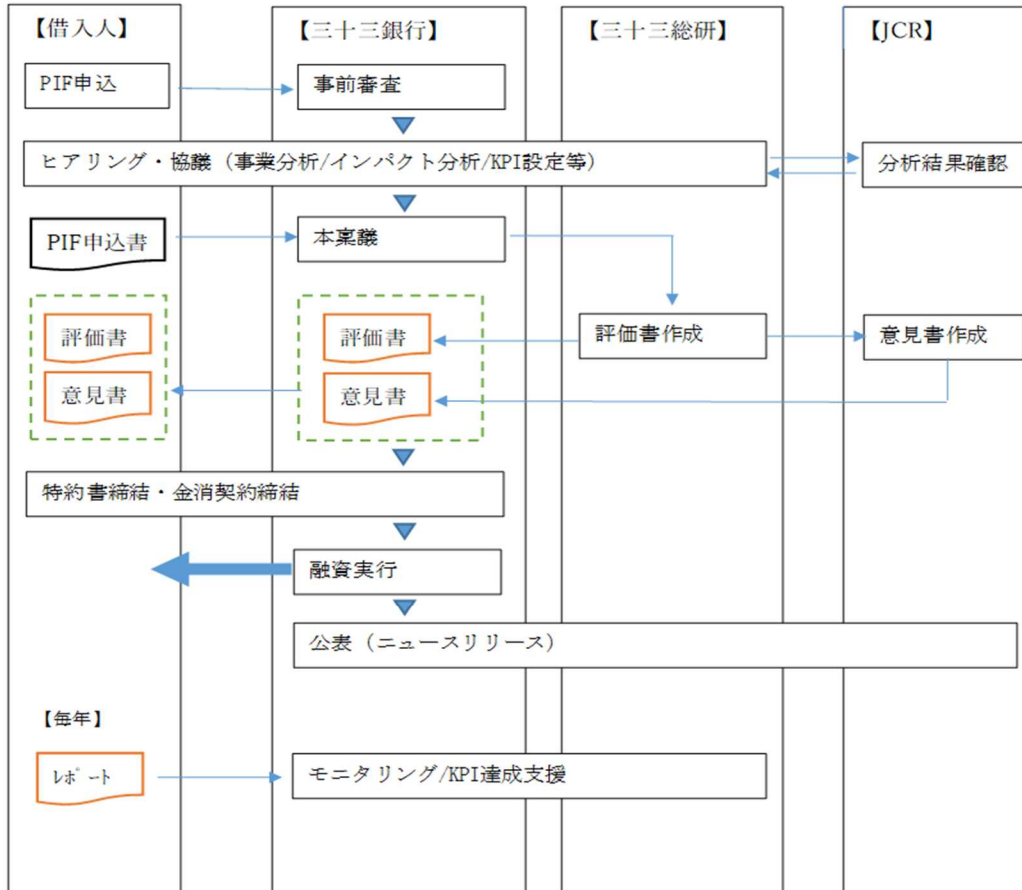 【借入人】
【三十三銀行】
【三十三総研】
【JCR】
PIF申込
事前審査
ヒアリング・協議（事業分析/インパクト分析/KPI設定等）
分析結果確認
PIF申込書
本稟議
評価書
評価書
評価書作成
意見書作成
意見書
意見書
特約書締結・金消契約締結
融資実行
公表（ニュースリリース）
【毎年】
ﾚﾎﾟｰﾄ
モニタリング/KPI達成支援